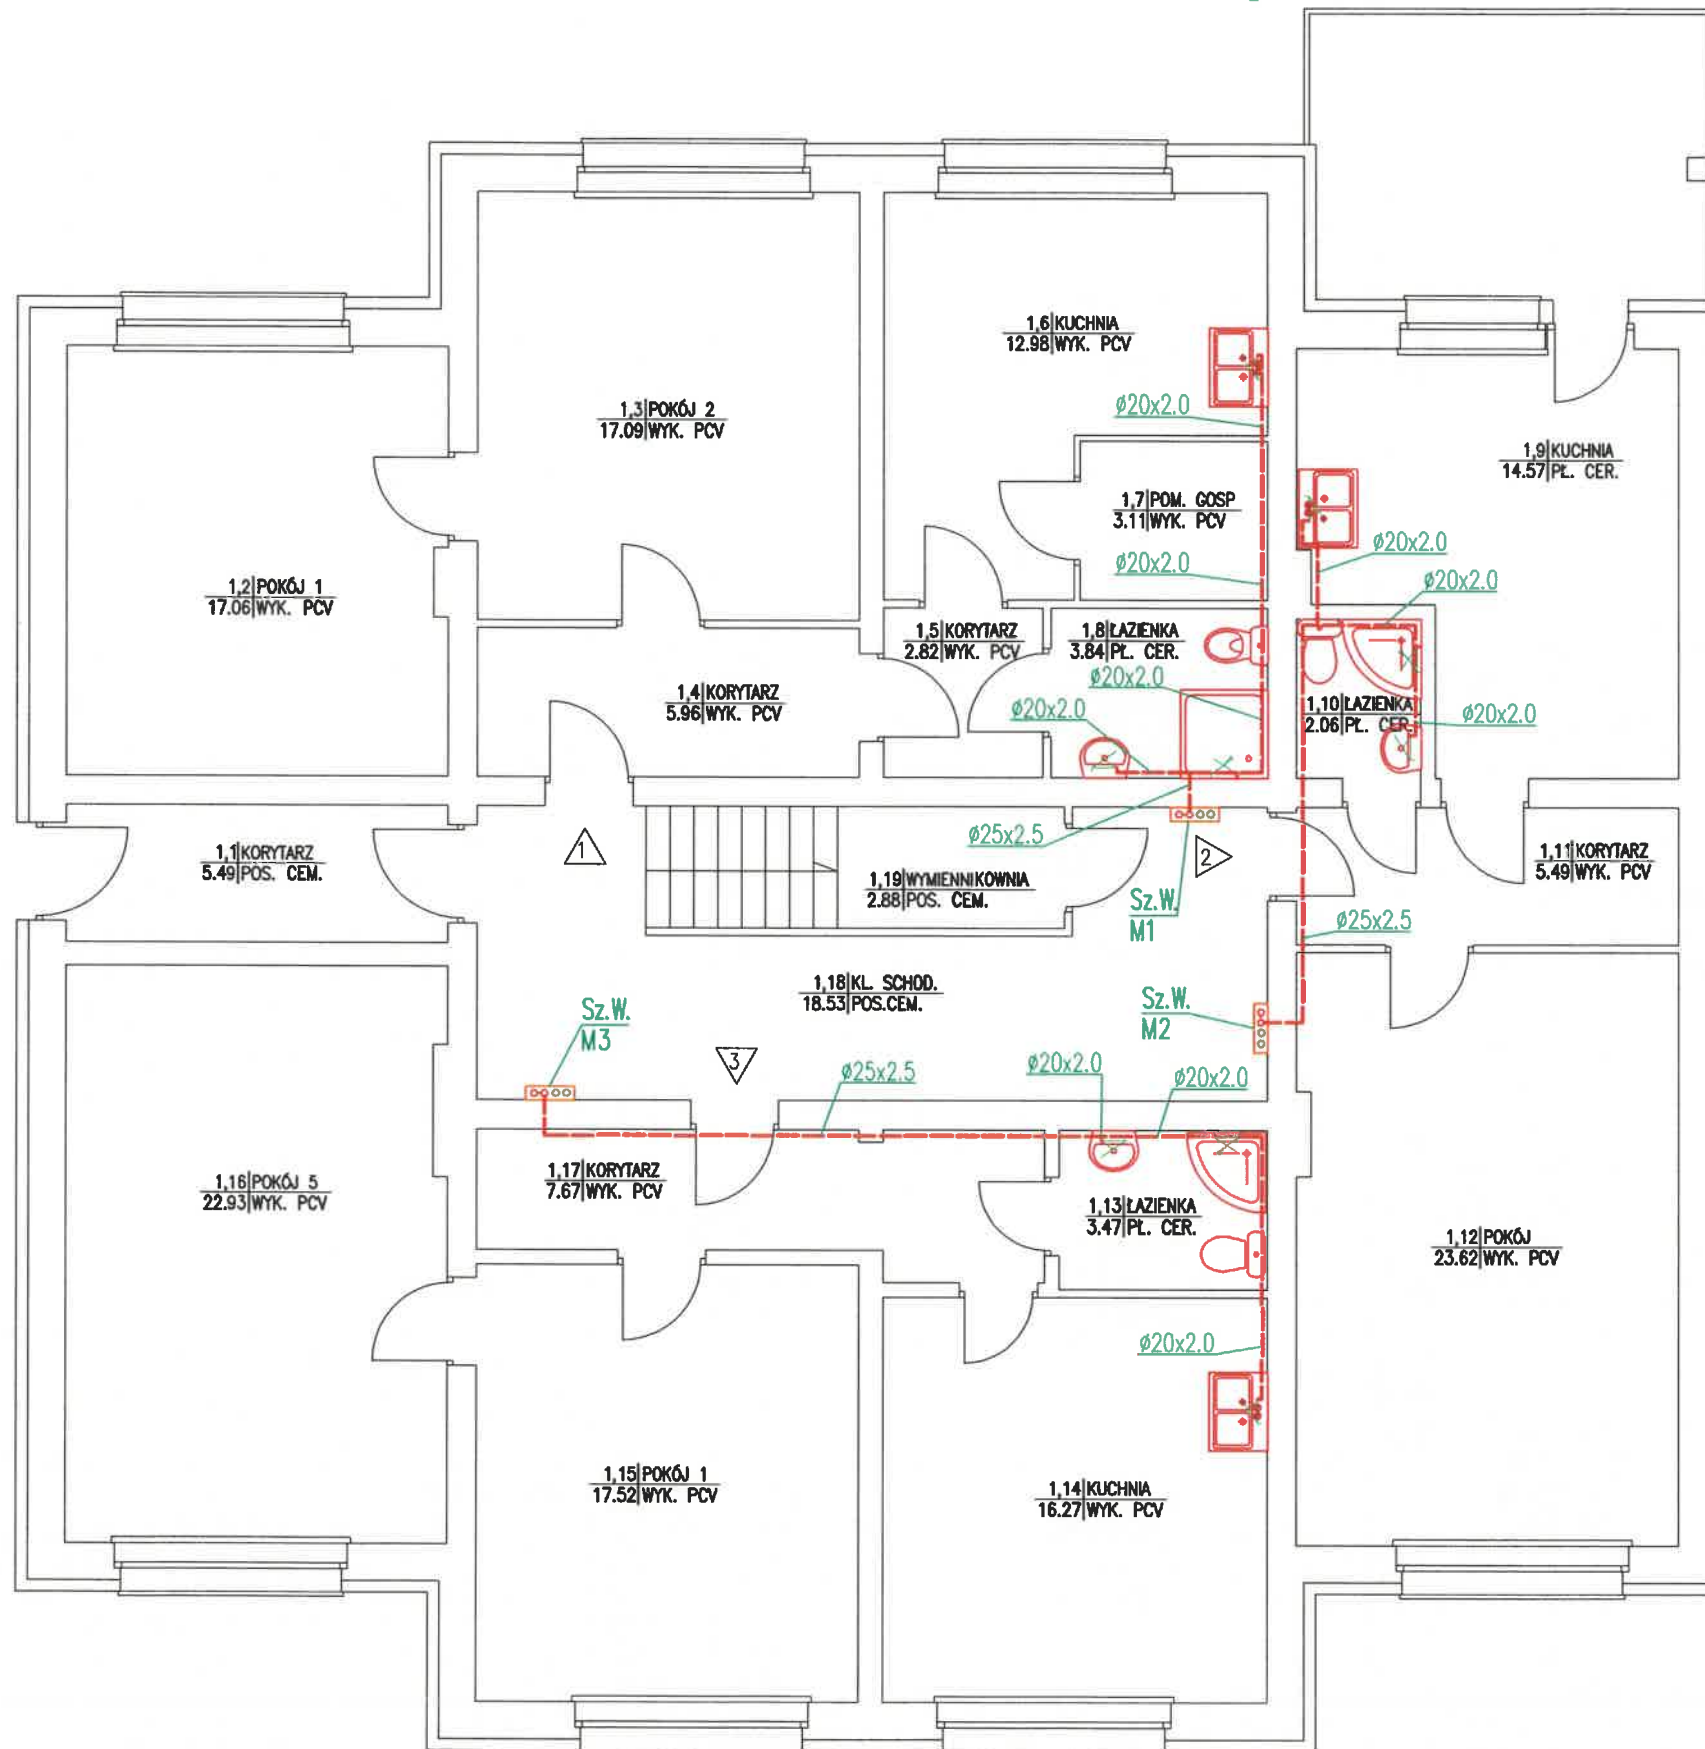 1,6 KUCHNIA
12.98 WYK. PCV
1,3 POKÓJ 2
17.09 WYK. PCV
ø20x2.0
1,9 KUCHNIA
14.57 PŁ. CER.
1,7 POM. GOSP
3.11 WYK. PCV
ø20x2.0
ø20x2.0
ø20x2.0
1,2 POKÓJ 1
17.06 WYK. PCV
1,5 KORYTARZ
2.82 WYK. PCV
1,8 ŁAZIENKA
3.84 PŁ. CER.
ø20x2.0
1,4 KORYTARZ
5.96 WYK. PCV
ø20x2.0
1,10 ŁAZIENKA
2.06 PŁ. CER.
ø20x2.0
ø25x2.5
1
2
1,1 KORYTARZ
5.49 POS. CEM.
1,19 WYMIENNIKOWNIA
2.88 POS. CEM.
1,11 KORYTARZ
5.49 WYK. PCV
Sz.W.
M1
ø25x2.5
1,18 KL. SCHOD.
18.53 POS.CEM.
Sz.W.
M2
Sz.W.
M3
3
ø25x2.5
ø20x2.0
ø20x2.0
1,17 KORYTARZ
7.67 WYK. PCV
1,16 POKÓJ 5
22.93 WYK. PCV
1,13 ŁAZIENKA
3.47 PŁ. CER.
1,12 POKÓJ
23.62 WYK. PCV
ø20x2.0
1,15 POKÓJ 1
17.52 WYK. PCV
1,14 KUCHNIA
16.27 WYK. PCV